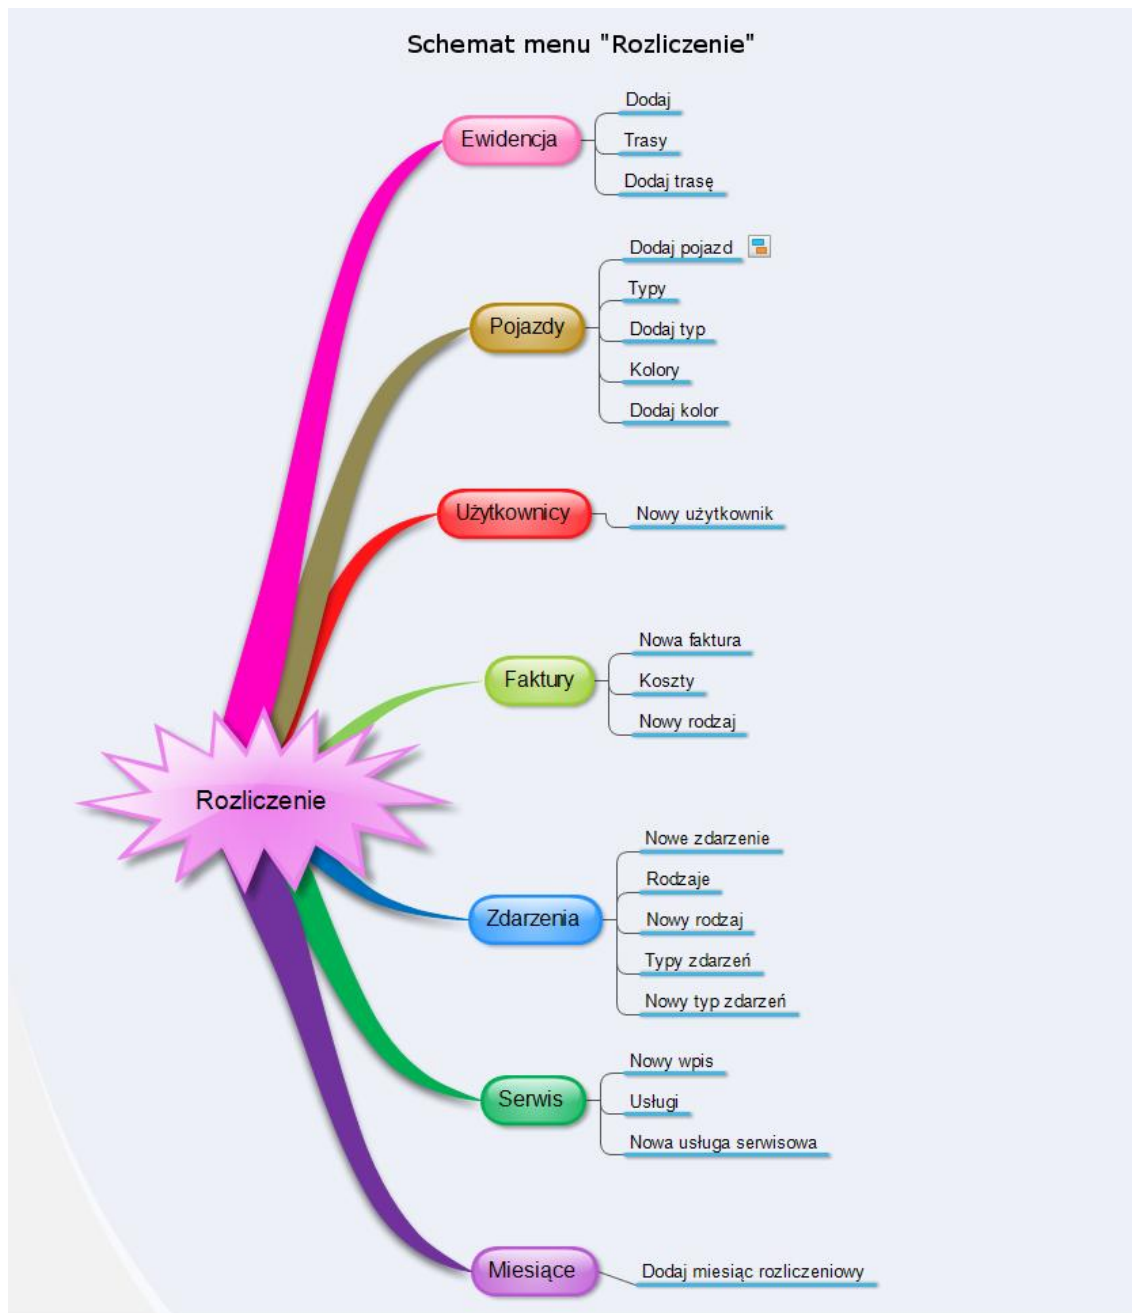 Schemat menu "Rozliczenie"
Ewidencja
Dodaj
Trasy
Dodaj trasę
Pojazdy
Dodaj pojazd
Typy
Dodaj typ
Kolory
Dodaj kolor
Użytkownicy
Nowy użytkownik
Faktury
Nowa faktura
Koszty
Nowy rodzaj
Rozliczenie
Zdarzenia
Nowe zdarzenie
Rodzaje
Nowy rodzaj
Typy zdarzeń
Nowy typ zdarzeń
Serwis
Nowy wpis
Usługi
Nowa usługa serwisowa
Miesiące
Dodaj miesiąc rozliczeniowy